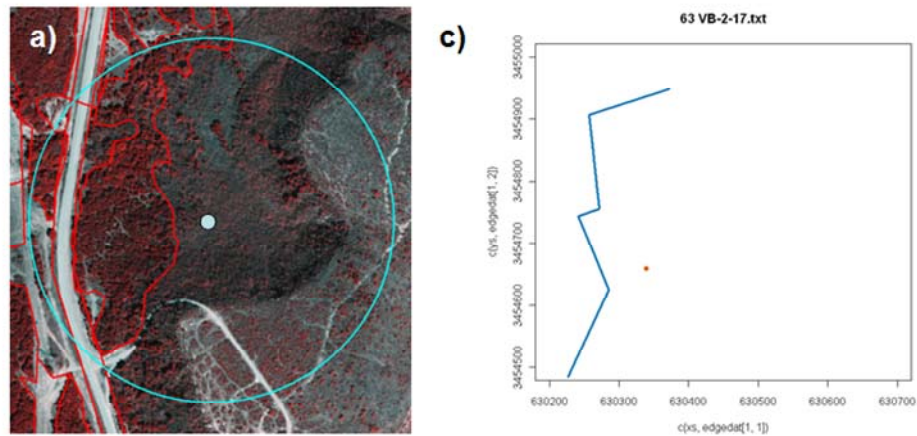 a)
c)
63 VB-2-17.txt
c(ys, edgedat[1, 2])
3455000
3454900
3454800
3454700
3454600
3454500
630200 630300 630400 630500 630600 630700
c(xs, edgedat[1, 1])